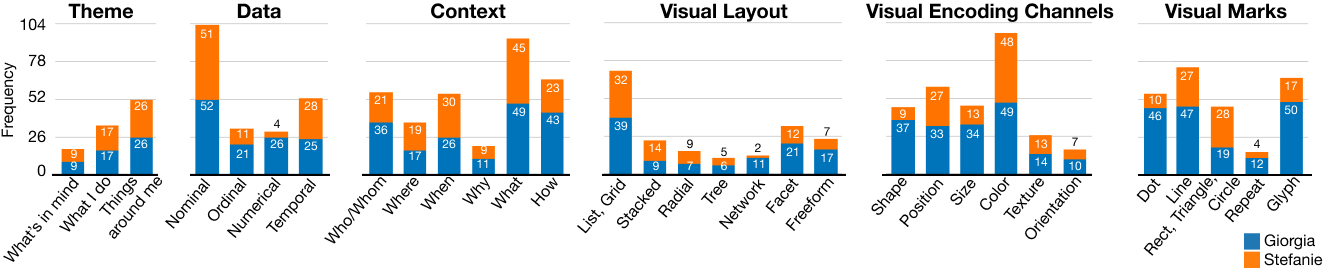 Theme
Data
Context
Visual Layout
Visual Encoding Channels
Visual Marks
Frequency
104
78
52
26
0
9
9
17
17
26
26
51
52
11
21
4
26
28
25
21
36
19
17
30
26
9
11
45
49
23
43
32
39
14
9
9
7
5
6
2
11
12
21
7
17
9
37
27
33
13
34
48
49
13
14
7
10
10
46
27
47
28
19
4
12
17
50
What's in mind
What I do
Things
around me
Nominal
Ordinal
Numerical
Temporal
Who/Whom
Where
When
Why
What
How
List, Grid
Stacked
Radial
Tree
Network
Facet
Freeform
Shape
Position
Size
Color
Texture
Orientation
Dot
Line
Rect, Triangle,
Circle
Repeat
Glyph
Giorgia
Stefanie